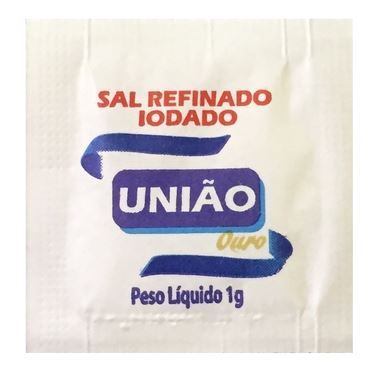 SAL REFINADO
IODADO
UNIÃO
Ouro
Peso Líquido 1g